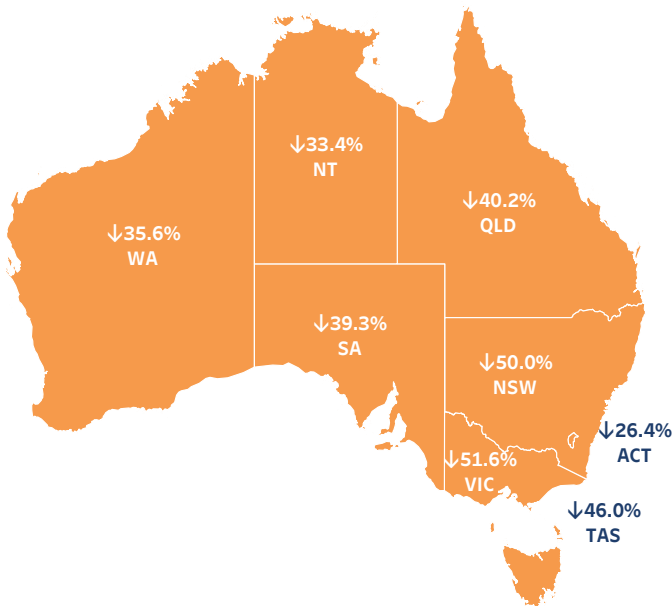 ↓33.4%
NT
↓40.2%
QLD
↓35.6%
WA
↓39.3%
SA
↓50.0%
NSW
↓26.4%
ACT
↓51.6%
VIC
↓46.0%
TAS